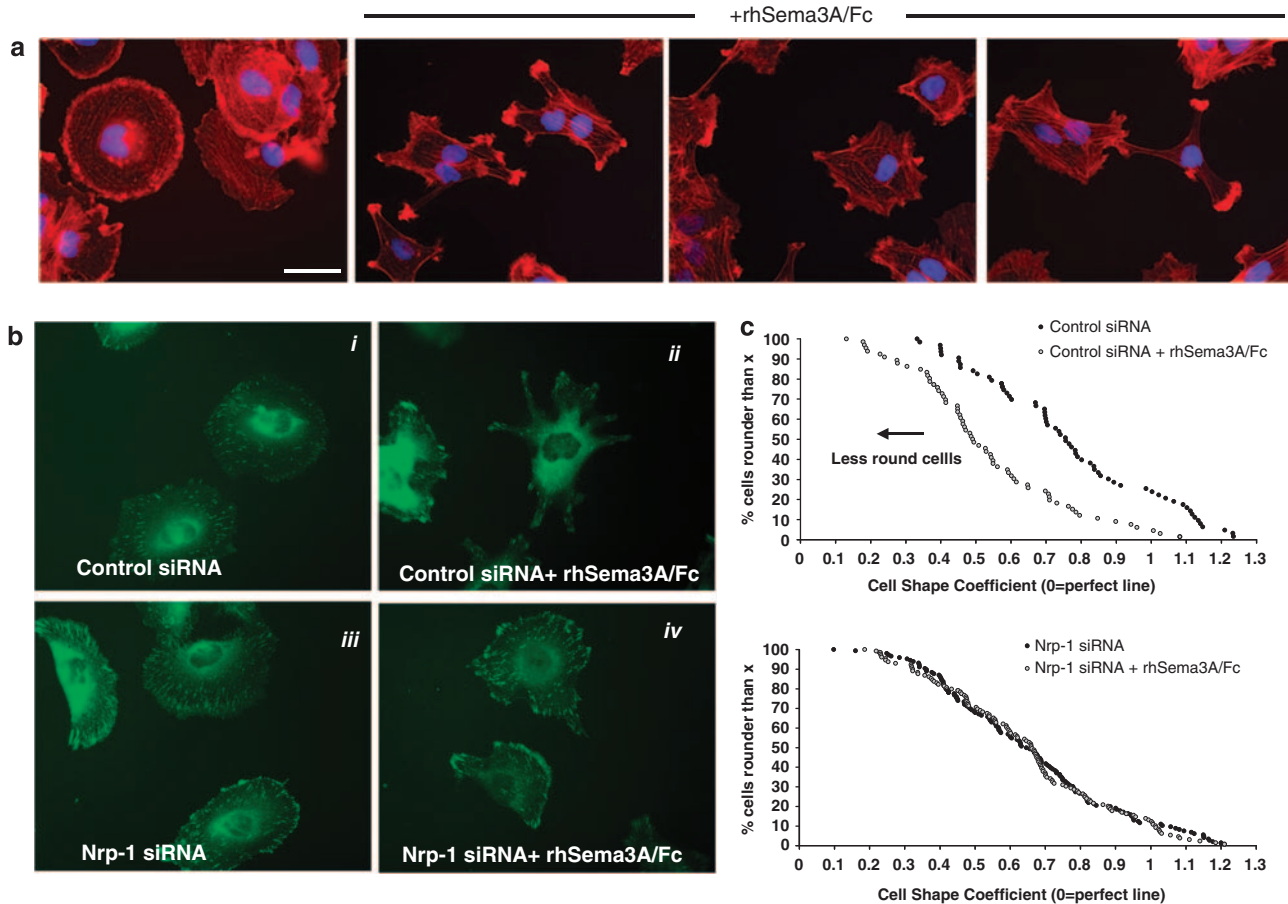 +rhSema3A/Fc
a
b
i
Control siRNA
ii
Control siRNA+ rhSema3A/Fc
iii
Nrp-1 siRNA
iv
Nrp-1 siRNA+ rhSema3A/Fc
c
Control siRNA
Control siRNA + rhSema3A/Fc
% cells rounder than x
100
90
80
70
60
50
40
30
20
10
0
Less round cellls
0 0.1 0.2 0.3 0.4 0.5 0.6 0.7 0.8 0.9 1 1.1 1.2 1.3
Cell Shape Coefficient (0=perfect line)
Nrp-1 siRNA
Nrp-1 siRNA + rhSema3A/Fc
% cells rounder than x
100
90
80
70
60
50
40
30
20
10
0
0 0.1 0.2 0.3 0.4 0.5 0.6 0.7 0.8 0.9 1 1.1 1.2 1.3
Cell Shape Coefficient (0=perfect line)